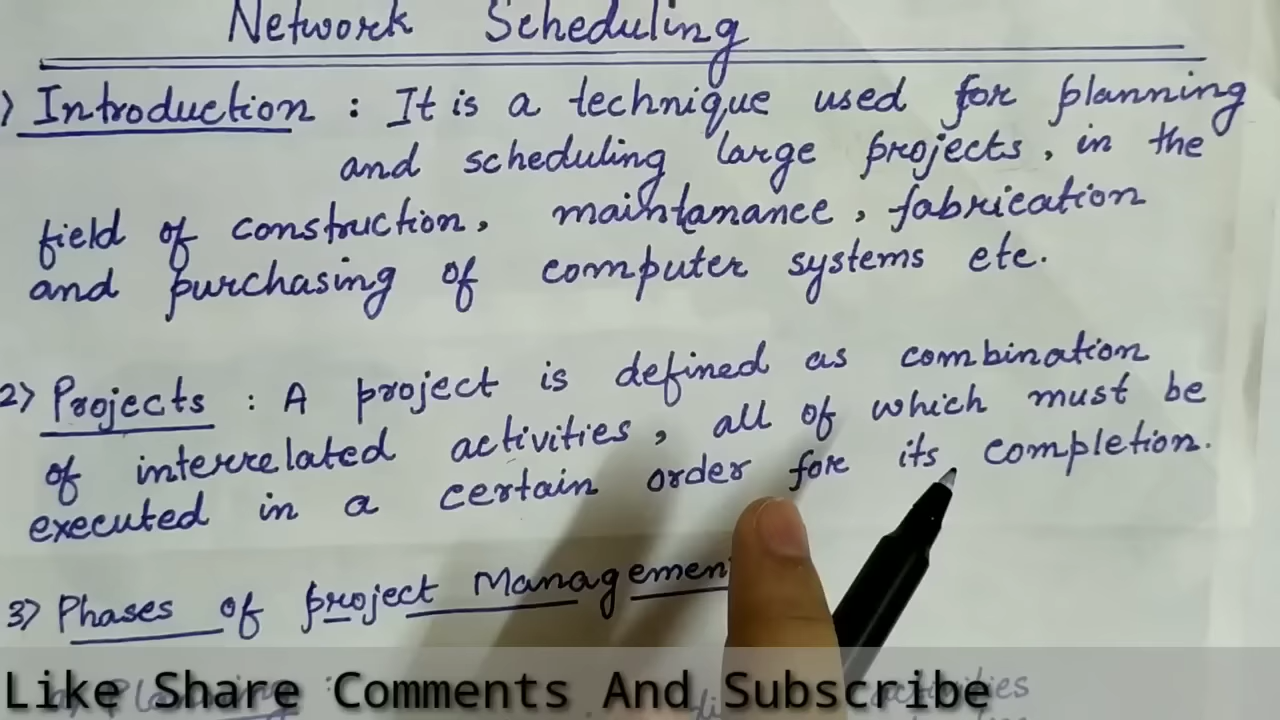 Network Scheduling
1) Introduction : It is a technique used for planning
and scheduling large projects, in the
field of construction, maintamance, fabrication
and purchasing of computer systems etc.
2) Projects : A project is defined as combination
of interrelated activities, all of which must be
executed in a certain order for its completion.
3) Phases of project Managemen
Like Share Comments And Subscribe
Planning :
activities